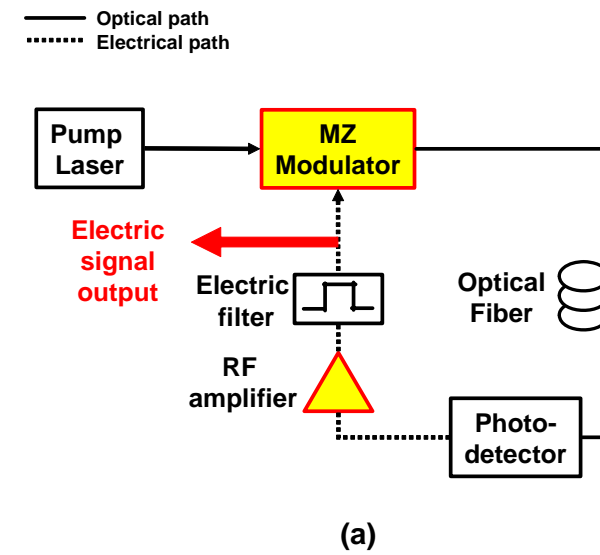 Optical path
Electrical path
Pump
Laser
MZ
Modulator
Electric
signal
output
Electric
filter
Optical
Fiber
RF
amplifier
Photo-
detector
(a)